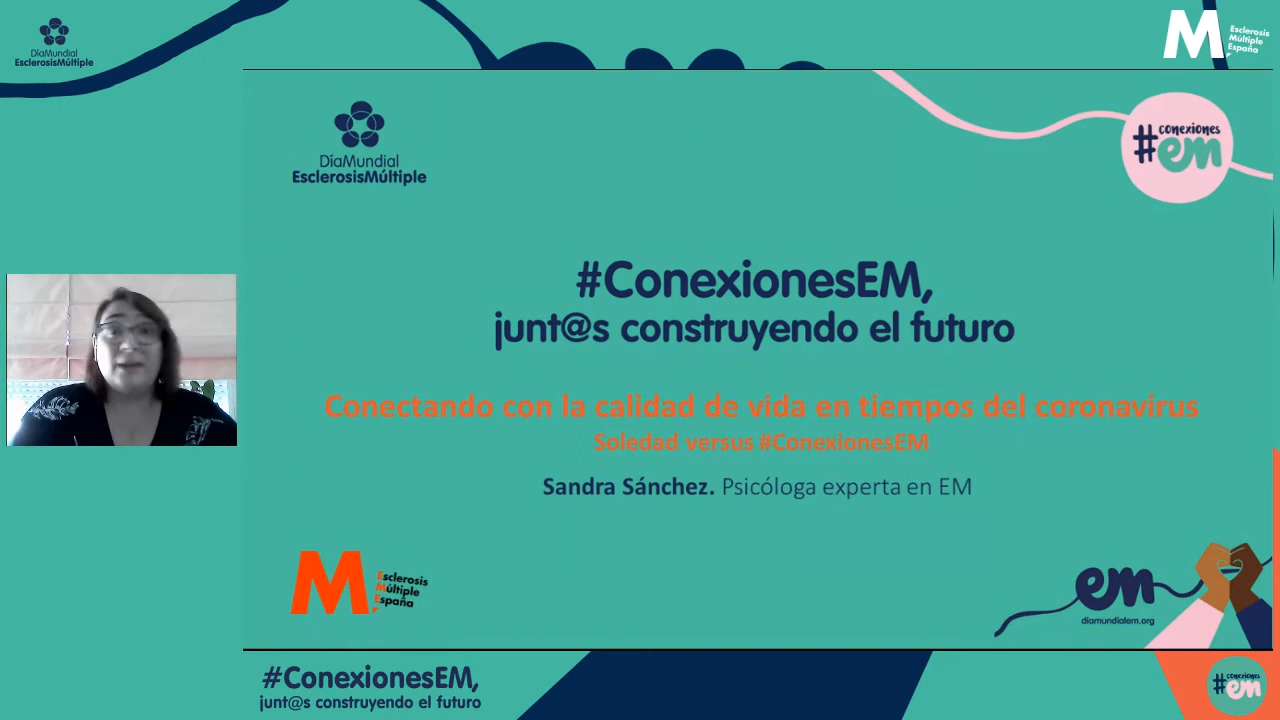 DíaMundial
EsclerosisMúltiple
M
Esclerosis
Múltiple
España
DíaMundial
EsclerosisMúltiple
#conexiones
em
#ConexionesEM,
junt@s construyendo el futuro
Conectando con la calidad de vida en tiempos del coronavirus
Soledad versus #ConexionesEM
Sandra Sánchez. Psicóloga experta en EM
M
Esclerosis
Múltiple
España
em
diamundialem.org
#ConexionesEM,
junt@s construyendo el futuro
#conexiones
em